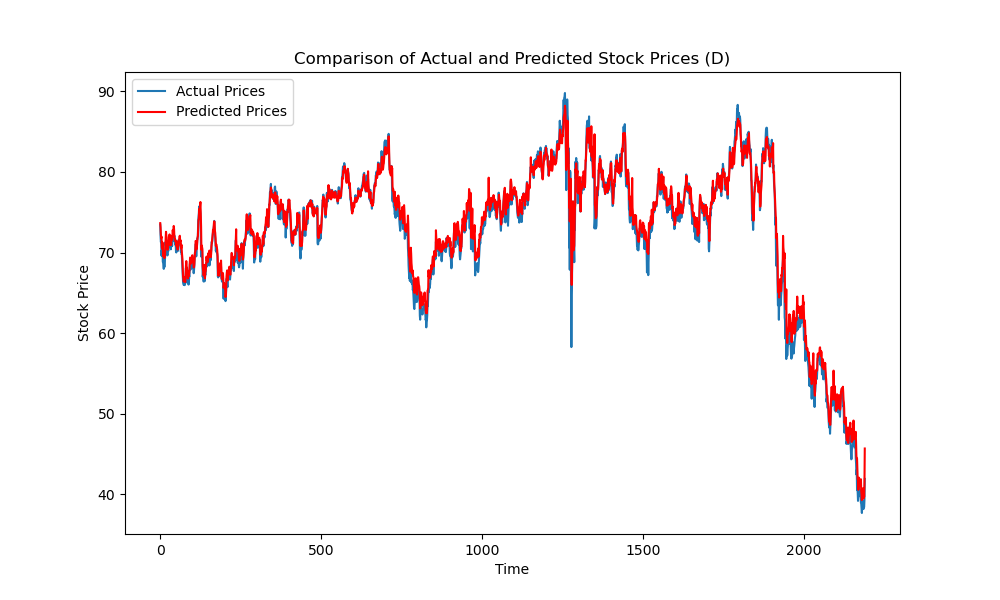 Comparison of Actual and Predicted Stock Prices (D)
Actual Prices
Predicted Prices
90
80
70
60
50
40
Stock Price
0 500 1000 1500 2000
Time